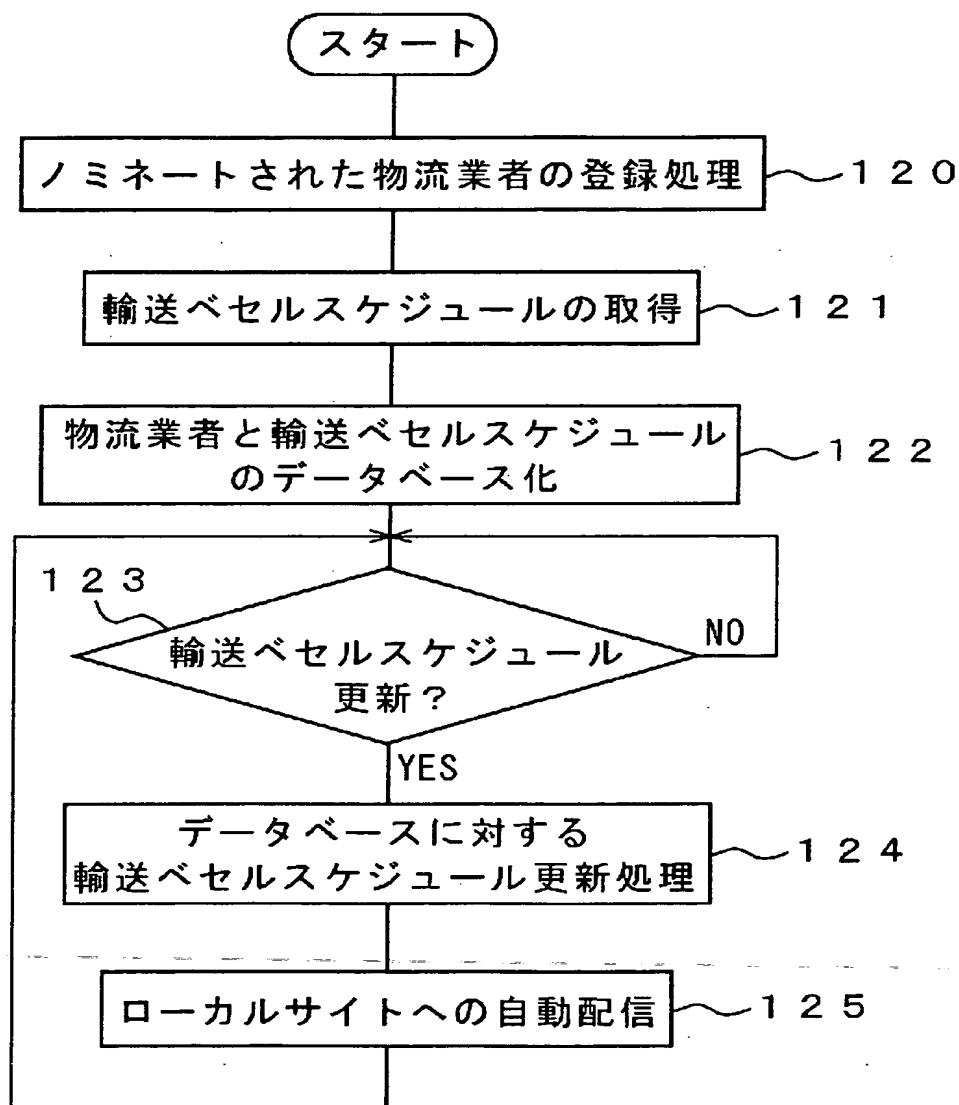 スタート
ノミネートされた物流業者の登録処理
１２０
輸送ベセルスケジュールの取得
１２１
物流業者と輸送ベセルスケジュール
のデータベース化
１２２
１２３
輸送ベセルスケジュール
更新？
NO
YES
データベースに対する
輸送ベセルスケジュール更新処理
１２４
ローカルサイトへの自動配信
１２５